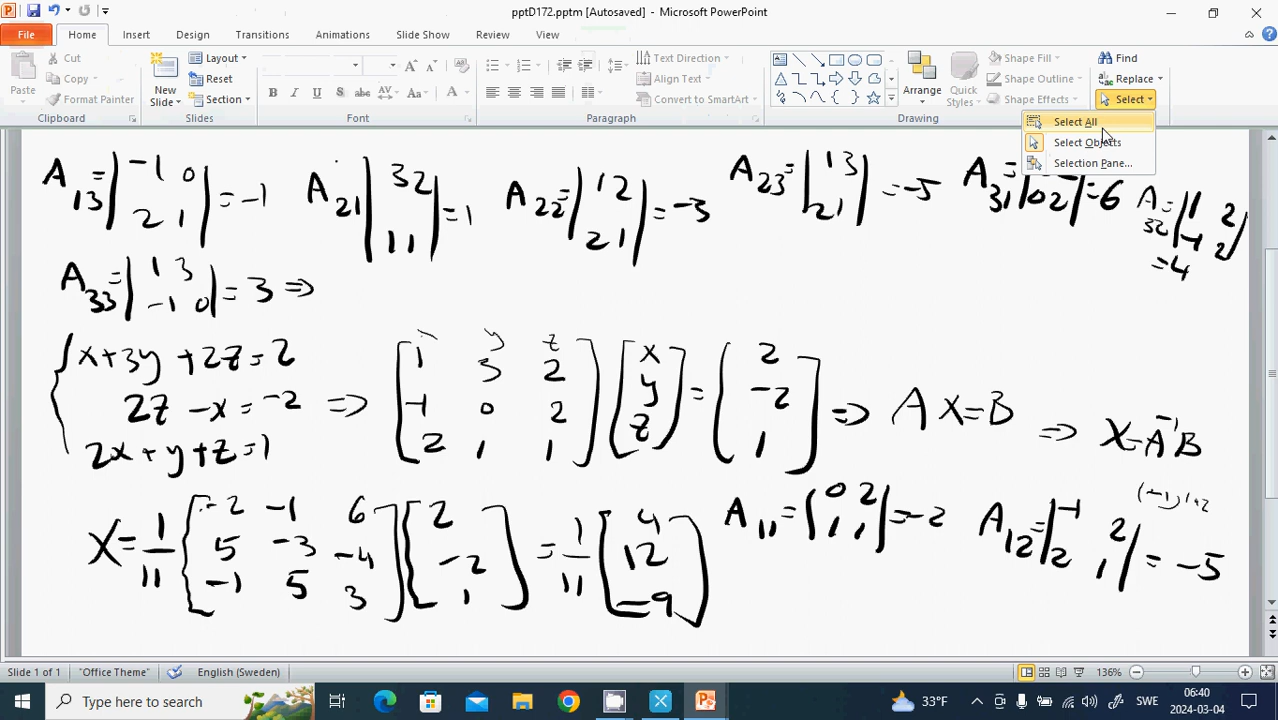 pptD172.pptm [Autosaved] - Microsoft PowerPoint
File Home Insert Design Transitions Animations Slide Show Review View
Cut Copy Format Painter Paste Clipboard
New Slide Layout Reset Section Slides
B I U S abc AV Aa A Font
Text Direction Align Text Convert to SmartArt Paragraph
Arrange Quick Styles Shape Fill Shape Outline Shape Effects Drawing
Find Replace Select
Select All
Select Objects
Selection Pane...
A13=|-1 0
2 1|=-1
A21|3 2
1 1|=1
A22=|1 2
2 1|=-3
A23=|1 3
2 1|=-5
A31|
0 2|=6
A32=|1 2
-1 2|
=4
A33=|1 3
-1 0|=3⇒
x+3y+2z=2
2z-x=-2 ⇒
2x+y+z=1
y z
[1 3 2
-1 0 2
2 1 1]
[x
y
z]
=
[2
-2
1]
⇒ AX=B ⇒ X=A⁻¹B
X=1/11
[-2 -1 6
5 -3 -4
-1 5 3]
[2
-2
1]
=1/11
[4
12
-9]
A11=|0 2
1 1|=-2
A12=|-1 2
2 1|=-5
(-1)1+2
Slide 1 of 1 "Office Theme" English (Sweden) 136%
Type here to search 33°F SWE 06:40
2024-03-04